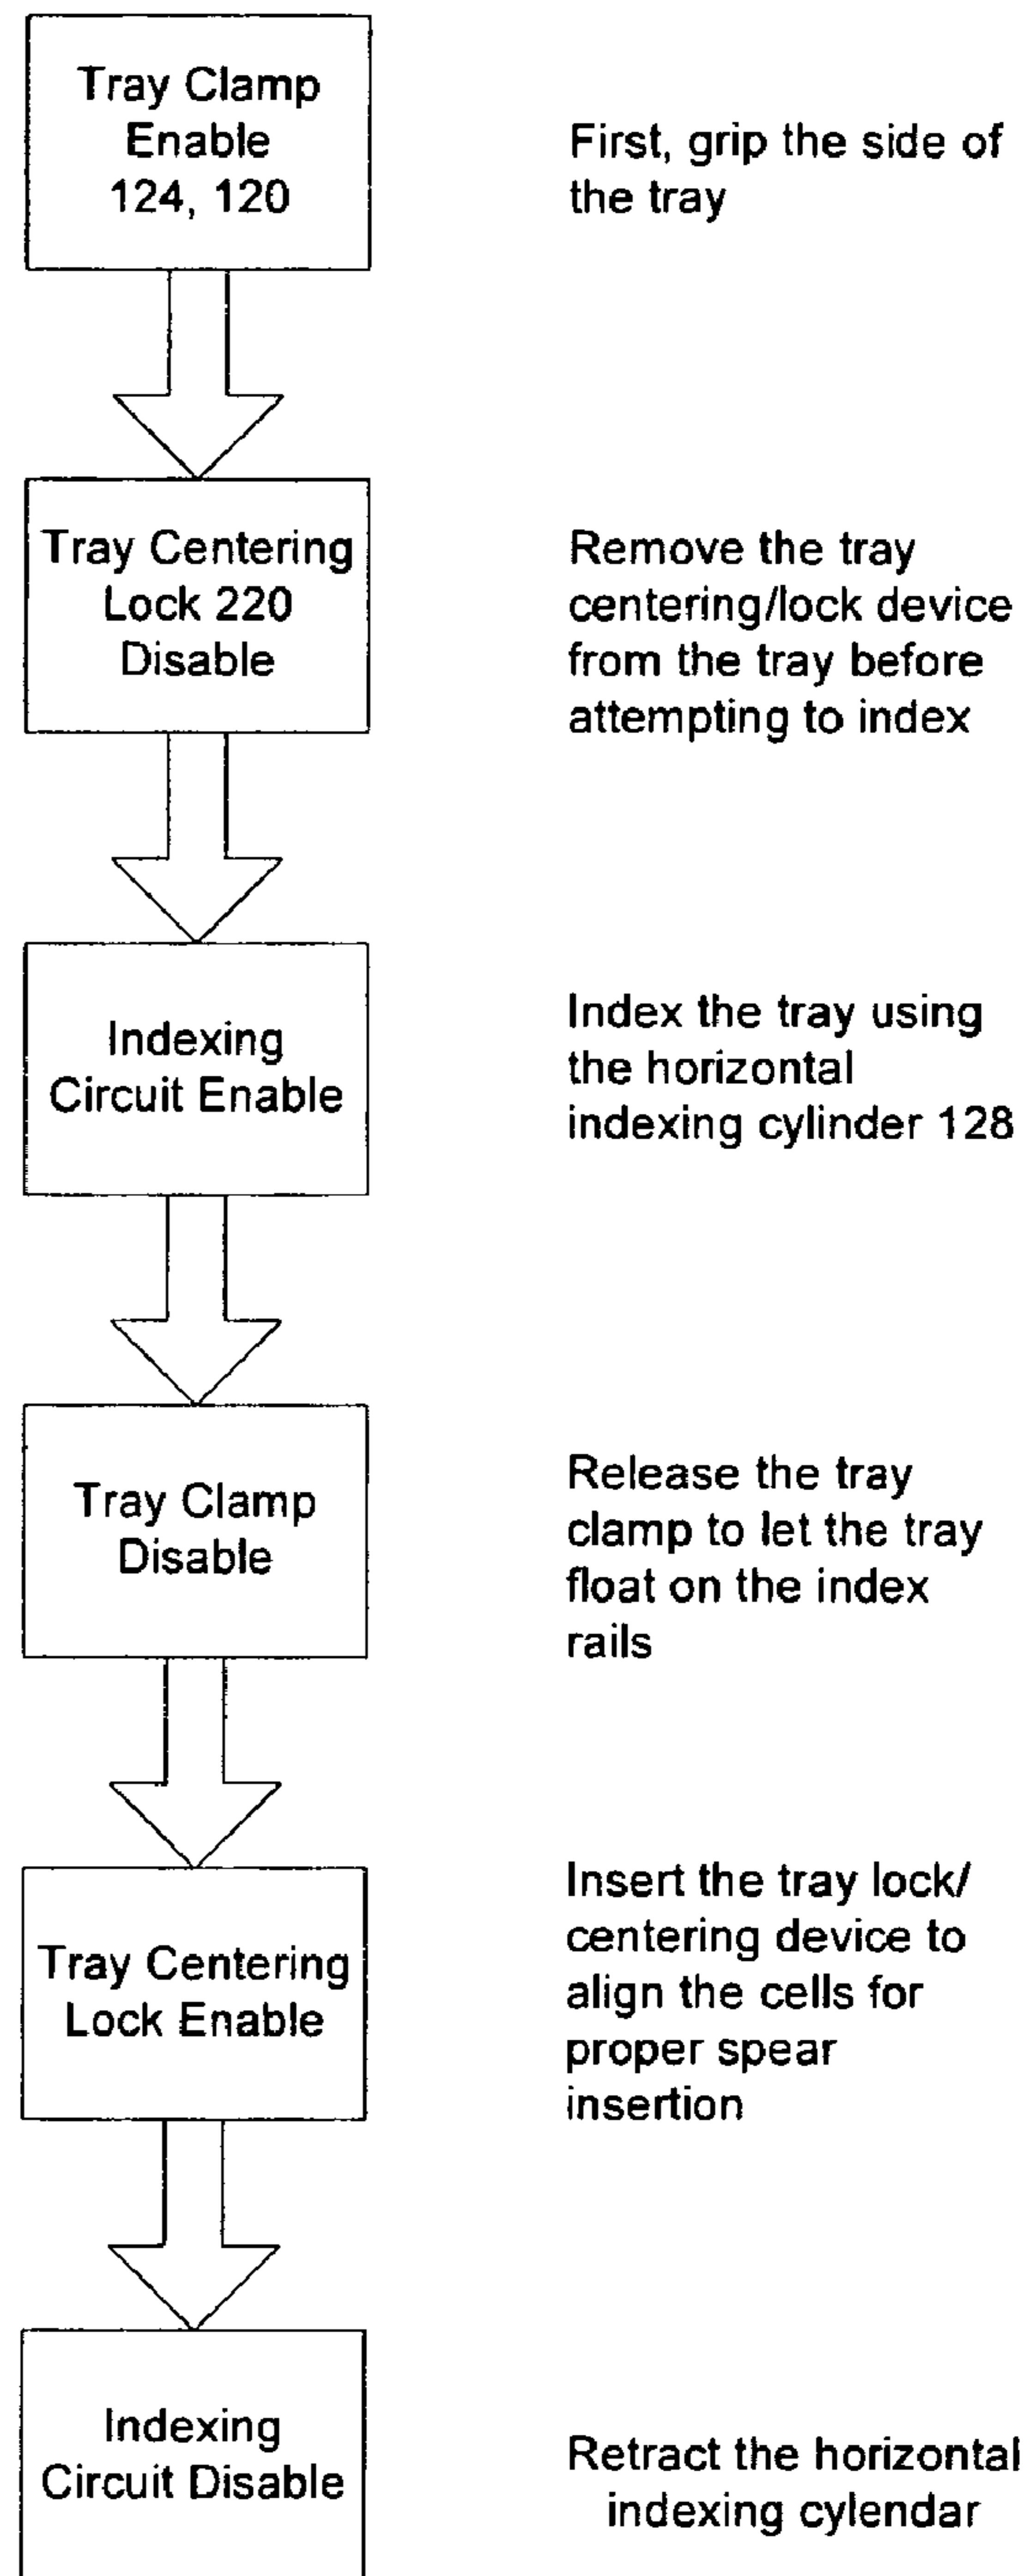 Tray Clamp
Enable
124, 120
First, grip the side of
the tray
Tray Centering
Lock 220
Disable
Remove the tray
centering/lock device
from the tray before
attempting to index
Indexing
Circuit Enable
Index the tray using
the horizontal
indexing cylinder 128
Tray Clamp
Disable
Release the tray
clamp to let the tray
float on the index
rails
Tray Centering
Lock Enable
Insert the tray lock/
centering device to
align the cells for
proper spear
insertion
Indexing
Circuit Disable
Retract the horizontal
indexing cylendar